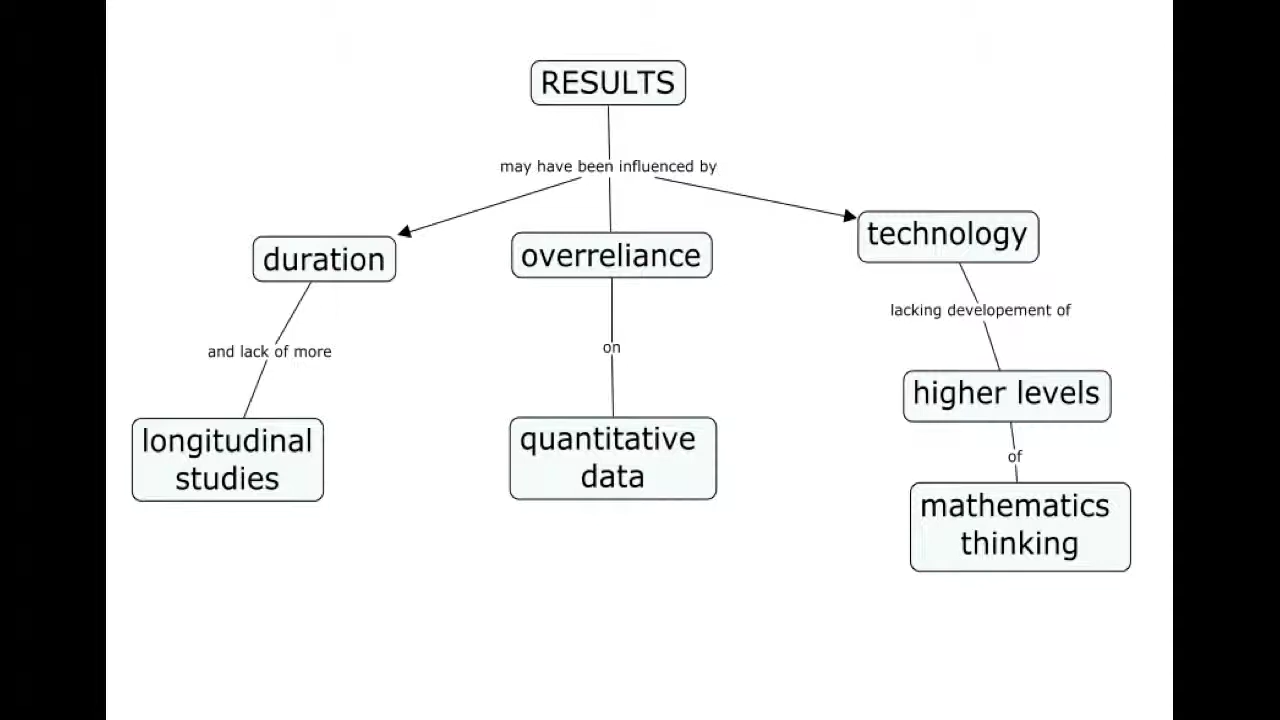 RESULTS
may have been influenced by
duration
overreliance
technology
lacking developement of
and lack of more
on
higher levels
longitudinal
studies
quantitative
data
of
mathematics
thinking